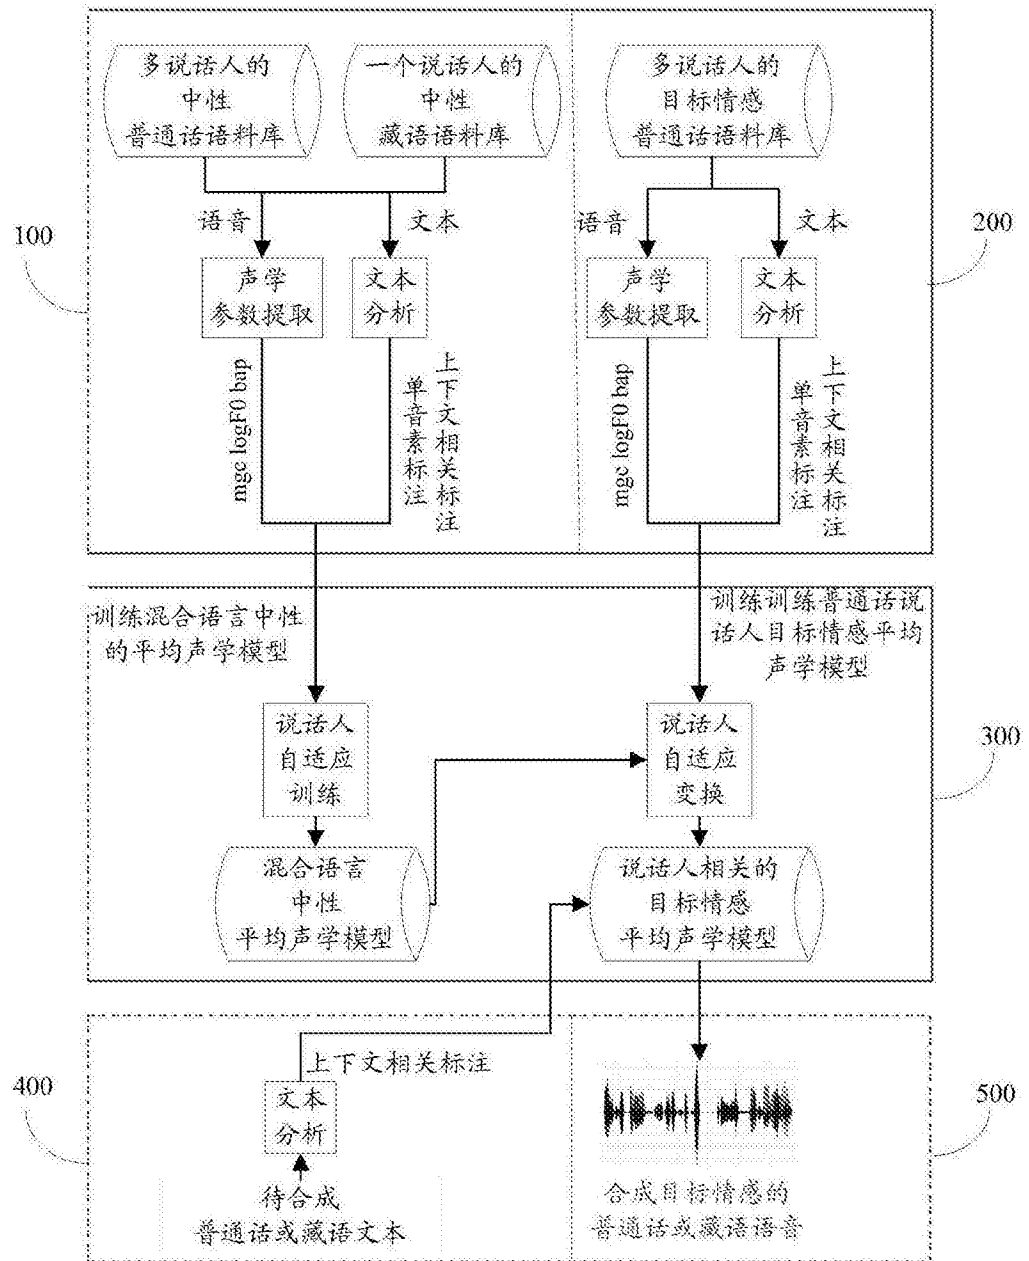 多说话人的
中性
普通话语料库
一个说话人的
中性
藏语语料库
多说话人的
目标情感
普通话语料库
语音
文本
语音
文本
100
200
声学
参数提取
文本
分析
声学
参数提取
文本
分析
mgc logF0 bap
单音素标注
上下文相关标注
mgc logF0 bap
单音素标注
上下文相关标注
训练混合语言中性
的平均声学模型
训练训练普通话说
话人目标情感平均
声学模型
说话人
自适应
训练
说话人
自适应
变换
300
混合语言
中性
平均声学模型
说话人相关的
目标情感
平均声学模型
上下文相关标注
400
文本
分析
500
待合成
普通话或藏语文本
合成目标情感的
普通话或藏语语音